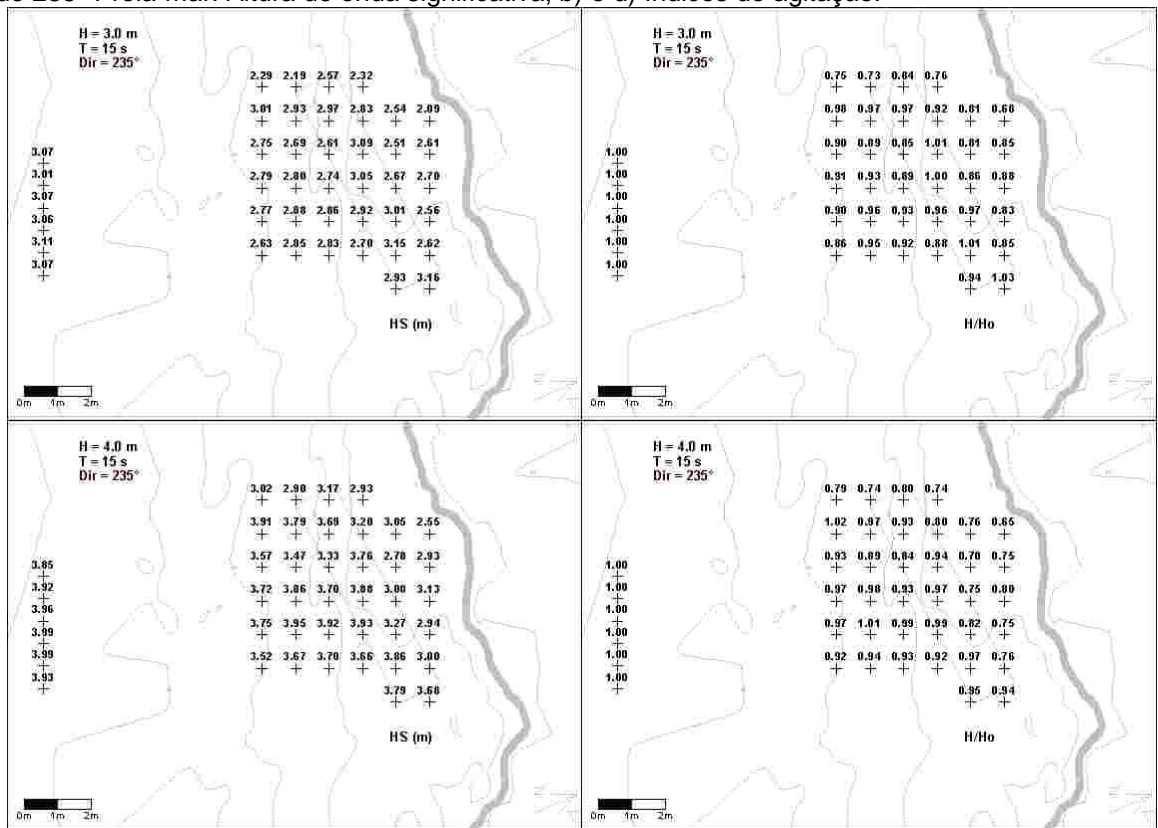 de 235° Preia-mar. Altura de onda significativa, b) e d) Índices de agitação.
H = 3.0 m
T = 15 s
Dir = 235°
2.29 2.19 2.57 2.32
3.01 2.93 2.97 2.83 2.54 2.09
2.75 2.69 2.61 3.09 2.51 2.61
2.79 2.80 2.74 3.05 2.67 2.70
2.77 2.88 2.86 2.92 3.01 2.56
2.63 2.85 2.83 2.70 3.15 2.62
2.93 3.16
3.07
3.01
3.07
3.06
3.11
3.07
HS (m)
0m 1m 2m
H = 3.0 m
T = 15 s
Dir = 235°
0.75 0.73 0.84 0.76
0.98 0.97 0.97 0.92 0.81 0.68
0.90 0.89 0.85 1.01 0.81 0.85
0.91 0.93 0.89 1.00 0.86 0.88
0.90 0.96 0.93 0.96 0.97 0.83
0.86 0.95 0.92 0.88 1.01 0.85
0.94 1.03
1.00
1.00
1.00
1.00
1.00
1.00
H/Ho
0m 1m 2m
H = 4.0 m
T = 15 s
Dir = 235°
3.02 2.90 3.17 2.93
3.91 3.79 3.69 3.20 3.05 2.55
3.57 3.47 3.33 3.76 2.78 2.93
3.72 3.86 3.70 3.88 3.00 3.13
3.75 3.95 3.92 3.93 3.27 2.94
3.52 3.67 3.70 3.66 3.86 3.00
3.79 3.68
3.85
3.92
3.96
3.99
3.99
3.93
HS (m)
0m 1m 2m
H = 4.0 m
T = 15 s
Dir = 235°
0.79 0.74 0.80 0.74
1.02 0.97 0.93 0.80 0.76 0.65
0.93 0.89 0.84 0.94 0.70 0.75
0.97 0.98 0.93 0.97 0.75 0.80
0.97 1.01 0.99 0.99 0.82 0.75
0.92 0.94 0.93 0.92 0.97 0.76
0.95 0.94
1.00
1.00
1.00
1.00
1.00
1.00
H/Ho
0m 1m 2m